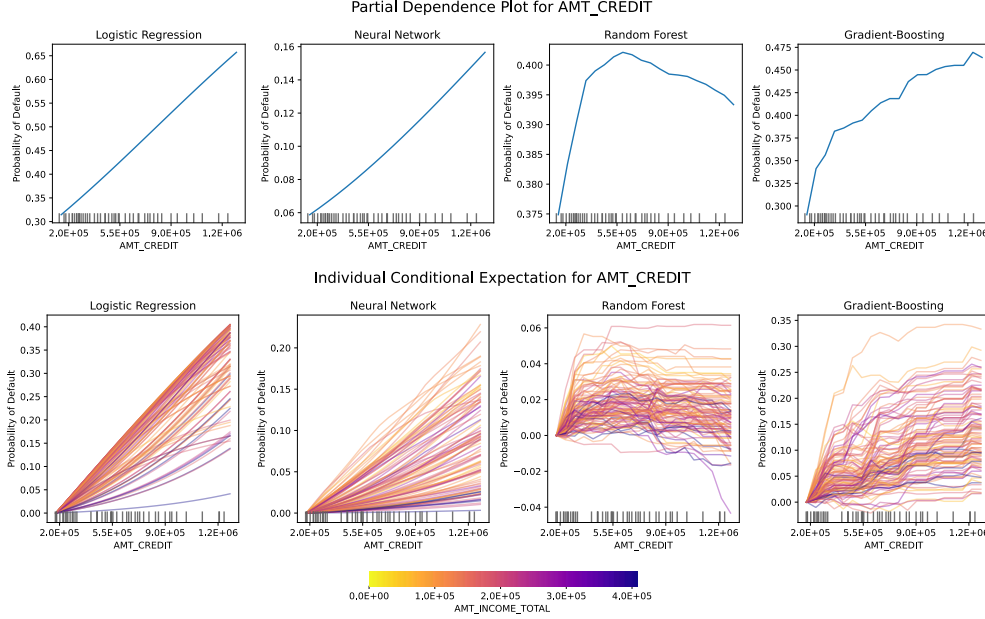 Partial Dependence Plot for AMT_CREDIT
Logistic Regression
Neural Network
Random Forest
Gradient-Boosting
Probability of Default
0.65
0.60
0.55
0.50
0.45
0.40
0.35
0.30
2.0E+05
5.5E+05
9.0E+05
1.2E+06
AMT_CREDIT
Probability of Default
0.16
0.14
0.12
0.10
0.08
0.06
2.0E+05
5.5E+05
9.0E+05
1.2E+06
AMT_CREDIT
Probability of Default
0.400
0.395
0.390
0.385
0.380
0.375
2.0E+05
5.5E+05
9.0E+05
1.2E+06
AMT_CREDIT
Probability of Default
0.475
0.450
0.425
0.400
0.375
0.350
0.325
0.300
2.0E+05
5.5E+05
9.0E+05
1.2E+06
AMT_CREDIT
Individual Conditional Expectation for AMT_CREDIT
Logistic Regression
Neural Network
Random Forest
Gradient-Boosting
Probability of Default
0.40
0.35
0.30
0.25
0.20
0.15
0.10
0.05
0.00
2.0E+05
5.5E+05
9.0E+05
1.2E+06
AMT_CREDIT
Probability of Default
0.20
0.15
0.10
0.05
0.00
2.0E+05
5.5E+05
9.0E+05
1.2E+06
AMT_CREDIT
Probability of Default
0.06
0.04
0.02
0.00
−0.02
−0.04
2.0E+05
5.5E+05
9.0E+05
1.2E+06
AMT_CREDIT
Probability of Default
0.35
0.30
0.25
0.20
0.15
0.10
0.05
0.00
2.0E+05
5.5E+05
9.0E+05
1.2E+06
AMT_CREDIT
0.0E+00
1.0E+05
2.0E+05
3.0E+05
4.0E+05
AMT_INCOME_TOTAL